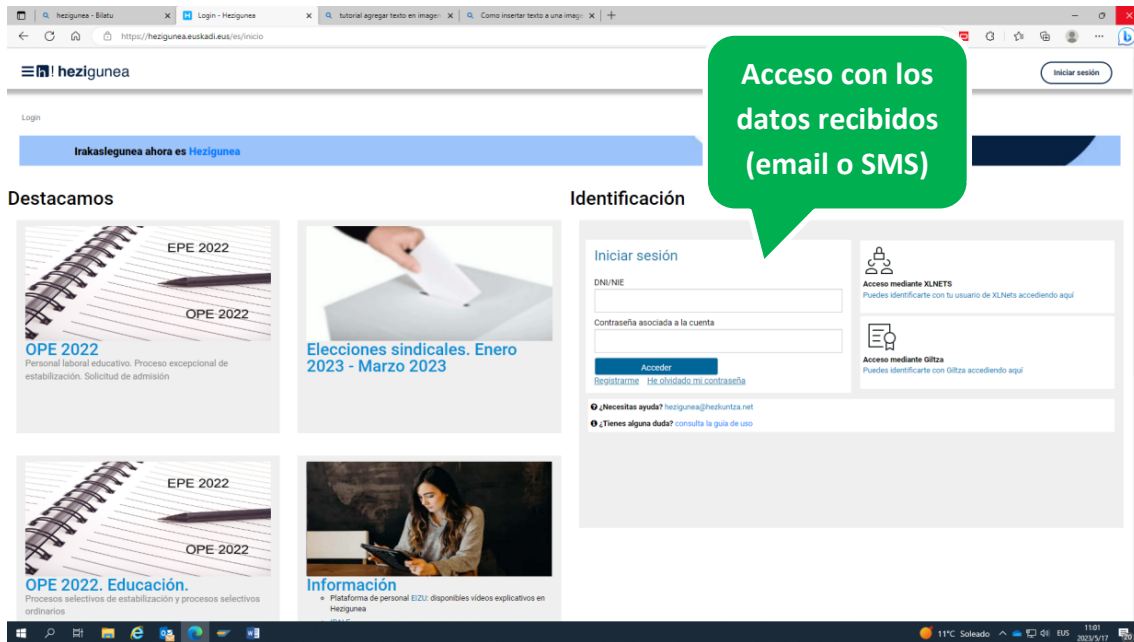 hezigunea - Bilatu
Login - Hezigunea
tutorial agregar texto en imagen
Como insertar texto a una image
https://hezigunea.euskadi.eus/es/inicio
h! hezigunea
Iniciar sesión
Acceso con los
datos recibidos
(email o SMS)
Login
Irakaslegunea ahora es Hezigunea
Destacamos
Identificación
EPE 2022
OPE 2022
OPE 2022
Personal laboral educativo. Proceso excepcional de
estabilización. Solicitud de admisión
Elecciones sindicales. Enero
2023 - Marzo 2023
Iniciar sesión
DNI/NIE
Contraseña asociada a la cuenta
Acceder
Registrarme He olvidado mi contraseña
Acceso mediante XLNETS
Puedes identificarte con tu usuario de XLNets accediendo aquí
Acceso mediante Giltza
Puedes identificarte con Giltza accediendo aquí
¿Necesitas ayuda? hezigunea@hezkuntza.net
¿Tienes alguna duda? consulta la guía de uso
EPE 2022
OPE 2022
OPE 2022. Educación.
Procesos selectivos de estabilización y procesos selectivos
ordinarios
Información
Plataforma de personal EIZU: disponibles vídeos explicativos en
Hezigunea
11°C Soleado
EUS
11:01
2023/5/17